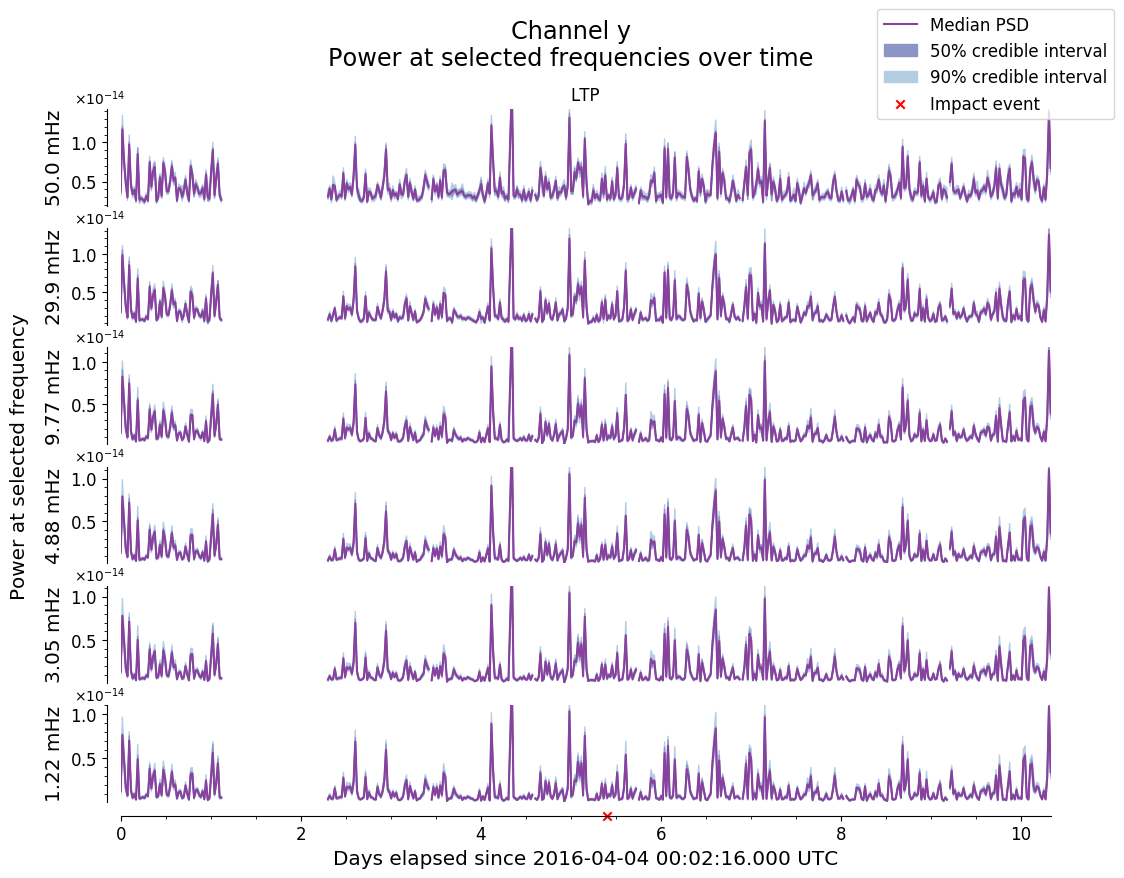 Channel y
Power at selected frequencies over time
LTP
Median PSD
50% credible interval
90% credible interval
Impact event
Power at selected frequency
×10⁻¹⁴
50.0 mHz
1.0
0.5
×10⁻¹⁴
29.9 mHz
1.0
0.5
×10⁻¹⁴
9.77 mHz
1.0
0.5
×10⁻¹⁴
4.88 mHz
1.0
0.5
×10⁻¹⁴
3.05 mHz
1.0
0.5
×10⁻¹⁴
1.22 mHz
1.0
0.5
0 2 4 6 8 10
Days elapsed since 2016-04-04 00:02:16.000 UTC